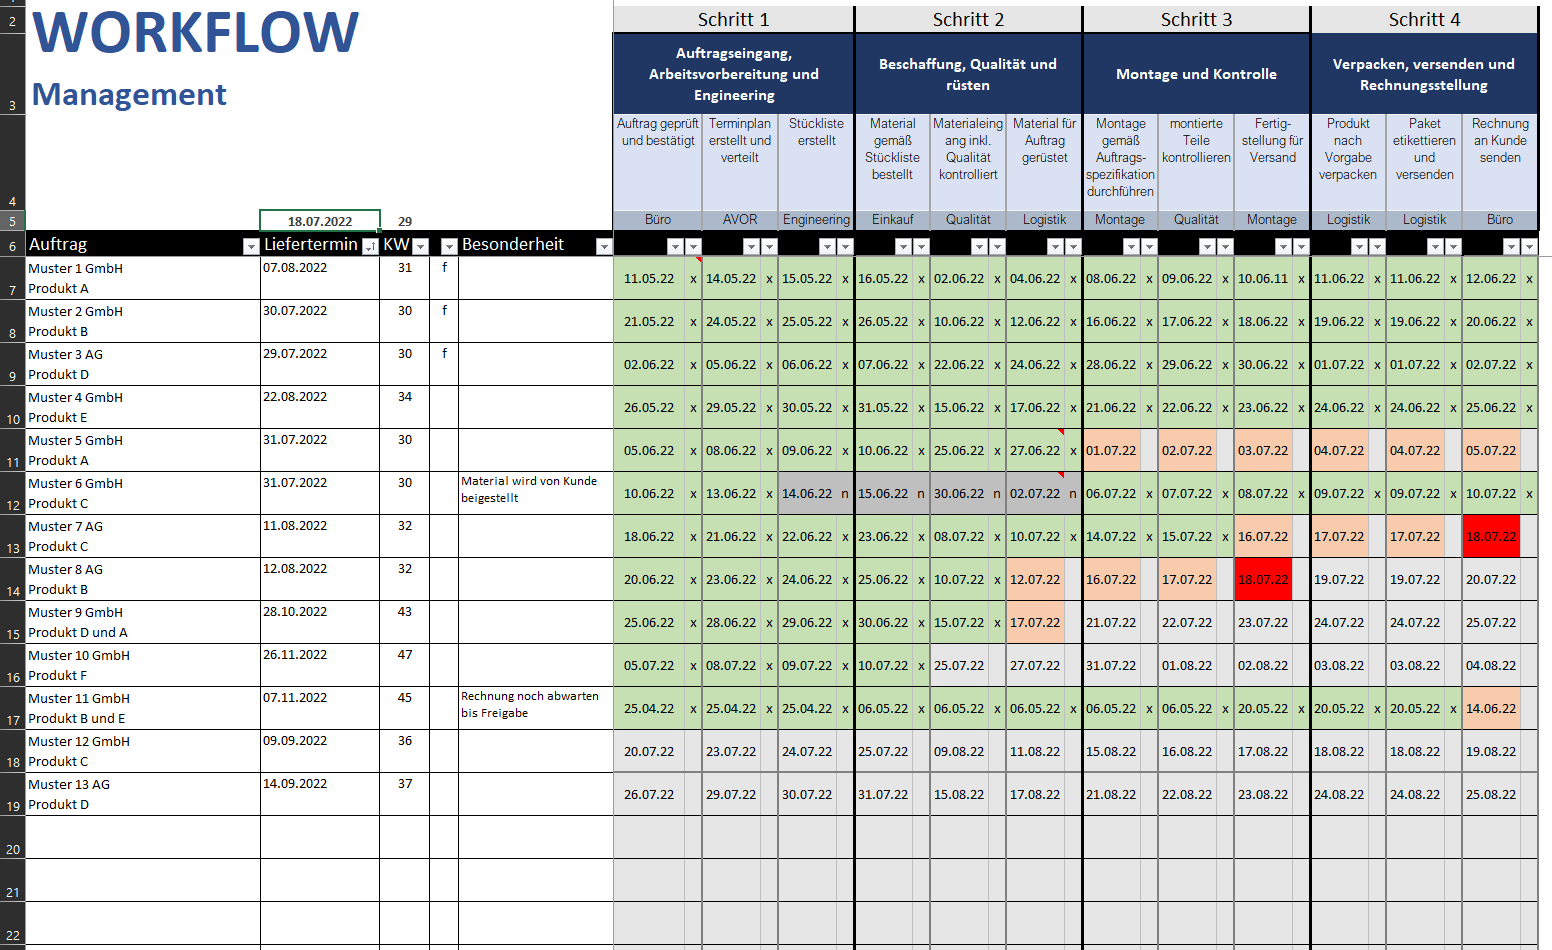 2 WORKFLOW Schritt 1 Schritt 2 Schritt 3 Schritt 4
3 Management
Auftragseingang,
Arbeitsvorbereitung und
Engineering
Beschaffung, Qualität und
rüsten
Montage und Kontrolle
Verpacken, versenden und
Rechnungsstellung
4
Auftrag geprüft
und bestätigt
Terminplan
erstellt und
verteilt
Stückliste
erstellt
Material
gemäß
Stückliste
bestellt
Materialeing
ang inkl.
Qualität
kontrolliert
Material für
Auftrag
gerüstet
Montage
gemäß
Auftrags-
spezifikation
durchführen
montierte
Teile
kontrollieren
Fertig-
stellung für
Versand
Produkt
nach
Vorgabe
verpacken
Paket
etikettieren
und
versenden
Rechnung
an Kunde
senden
5 18.07.2022 29 Büro AVOR Engineering Einkauf Qualität Logistik Montage Qualität Montage Logistik Logistik Büro
6 Auftrag Liefertermin KW Besonderheit
Muster 1 GmbH 07.08.2022 31 f
7 Produkt A 11.05.22 x 14.05.22 x 15.05.22 x 16.05.22 x 02.06.22 x 04.06.22 x 08.06.22 x 09.06.22 x 10.06.11 x 11.06.22 x 11.06.22 x 12.06.22 x
Muster 2 GmbH 30.07.2022 30 f
8 Produkt B 21.05.22 x 24.05.22 x 25.05.22 x 26.05.22 x 10.06.22 x 12.06.22 x 16.06.22 x 17.06.22 x 18.06.22 x 19.06.22 x 19.06.22 x 20.06.22 x
Muster 3 AG 29.07.2022 30 f
9 Produkt D 02.06.22 x 05.06.22 x 06.06.22 x 07.06.22 x 22.06.22 x 24.06.22 x 28.06.22 x 29.06.22 x 30.06.22 x 01.07.22 x 01.07.22 x 02.07.22 x
Muster 4 GmbH 22.08.2022 34
10 Produkt E 26.05.22 x 29.05.22 x 30.05.22 x 31.05.22 x 15.06.22 x 17.06.22 x 21.06.22 x 22.06.22 x 23.06.22 x 24.06.22 x 24.06.22 x 25.06.22 x
Muster 5 GmbH 31.07.2022 30
11 Produkt A 05.06.22 x 08.06.22 x 09.06.22 x 10.06.22 x 25.06.22 x 27.06.22 x 01.07.22 02.07.22 03.07.22 04.07.22 04.07.22 05.07.22
Muster 6 GmbH 31.07.2022 30 Material wird von Kunde
12 Produkt C beigestellt 10.06.22 x 13.06.22 x 14.06.22 n 15.06.22 n 30.06.22 n 02.07.22 n 06.07.22 x 07.07.22 x 08.07.22 x 09.07.22 x 09.07.22 x 10.07.22 x
Muster 7 AG 11.08.2022 32
13 Produkt C 18.06.22 x 21.06.22 x 22.06.22 x 23.06.22 x 08.07.22 x 10.07.22 x 14.07.22 x 15.07.22 x 16.07.22 17.07.22 17.07.22 18.07.22
Muster 8 AG 12.08.2022 32
14 Produkt B 20.06.22 x 23.06.22 x 24.06.22 x 25.06.22 x 10.07.22 x 12.07.22 16.07.22 17.07.22 18.07.22 19.07.22 19.07.22 20.07.22
Muster 9 GmbH 28.10.2022 43
15 Produkt D und A 25.06.22 x 28.06.22 x 29.06.22 x 30.06.22 x 15.07.22 x 17.07.22 21.07.22 22.07.22 23.07.22 24.07.22 24.07.22 25.07.22
Muster 10 GmbH 26.11.2022 47
16 Produkt F 05.07.22 x 08.07.22 x 09.07.22 x 10.07.22 x 25.07.22 27.07.22 31.07.22 01.08.22 02.08.22 03.08.22 03.08.22 04.08.22
Muster 11 GmbH 07.11.2022 45 Rechnung noch abwarten
17 Produkt B und E bis Freigabe 25.04.22 x 25.04.22 x 25.04.22 x 06.05.22 x 06.05.22 x 06.05.22 x 06.05.22 x 06.05.22 x 20.05.22 x 20.05.22 x 20.05.22 x 14.06.22
Muster 12 GmbH 09.09.2022 36
18 Produkt C 20.07.22 23.07.22 24.07.22 25.07.22 09.08.22 11.08.22 15.08.22 16.08.22 17.08.22 18.08.22 18.08.22 19.08.22
Muster 13 AG 14.09.2022 37
19 Produkt D 26.07.22 29.07.22 30.07.22 31.07.22 15.08.22 17.08.22 21.08.22 22.08.22 23.08.22 24.08.22 24.08.22 25.08.22
20
21
22